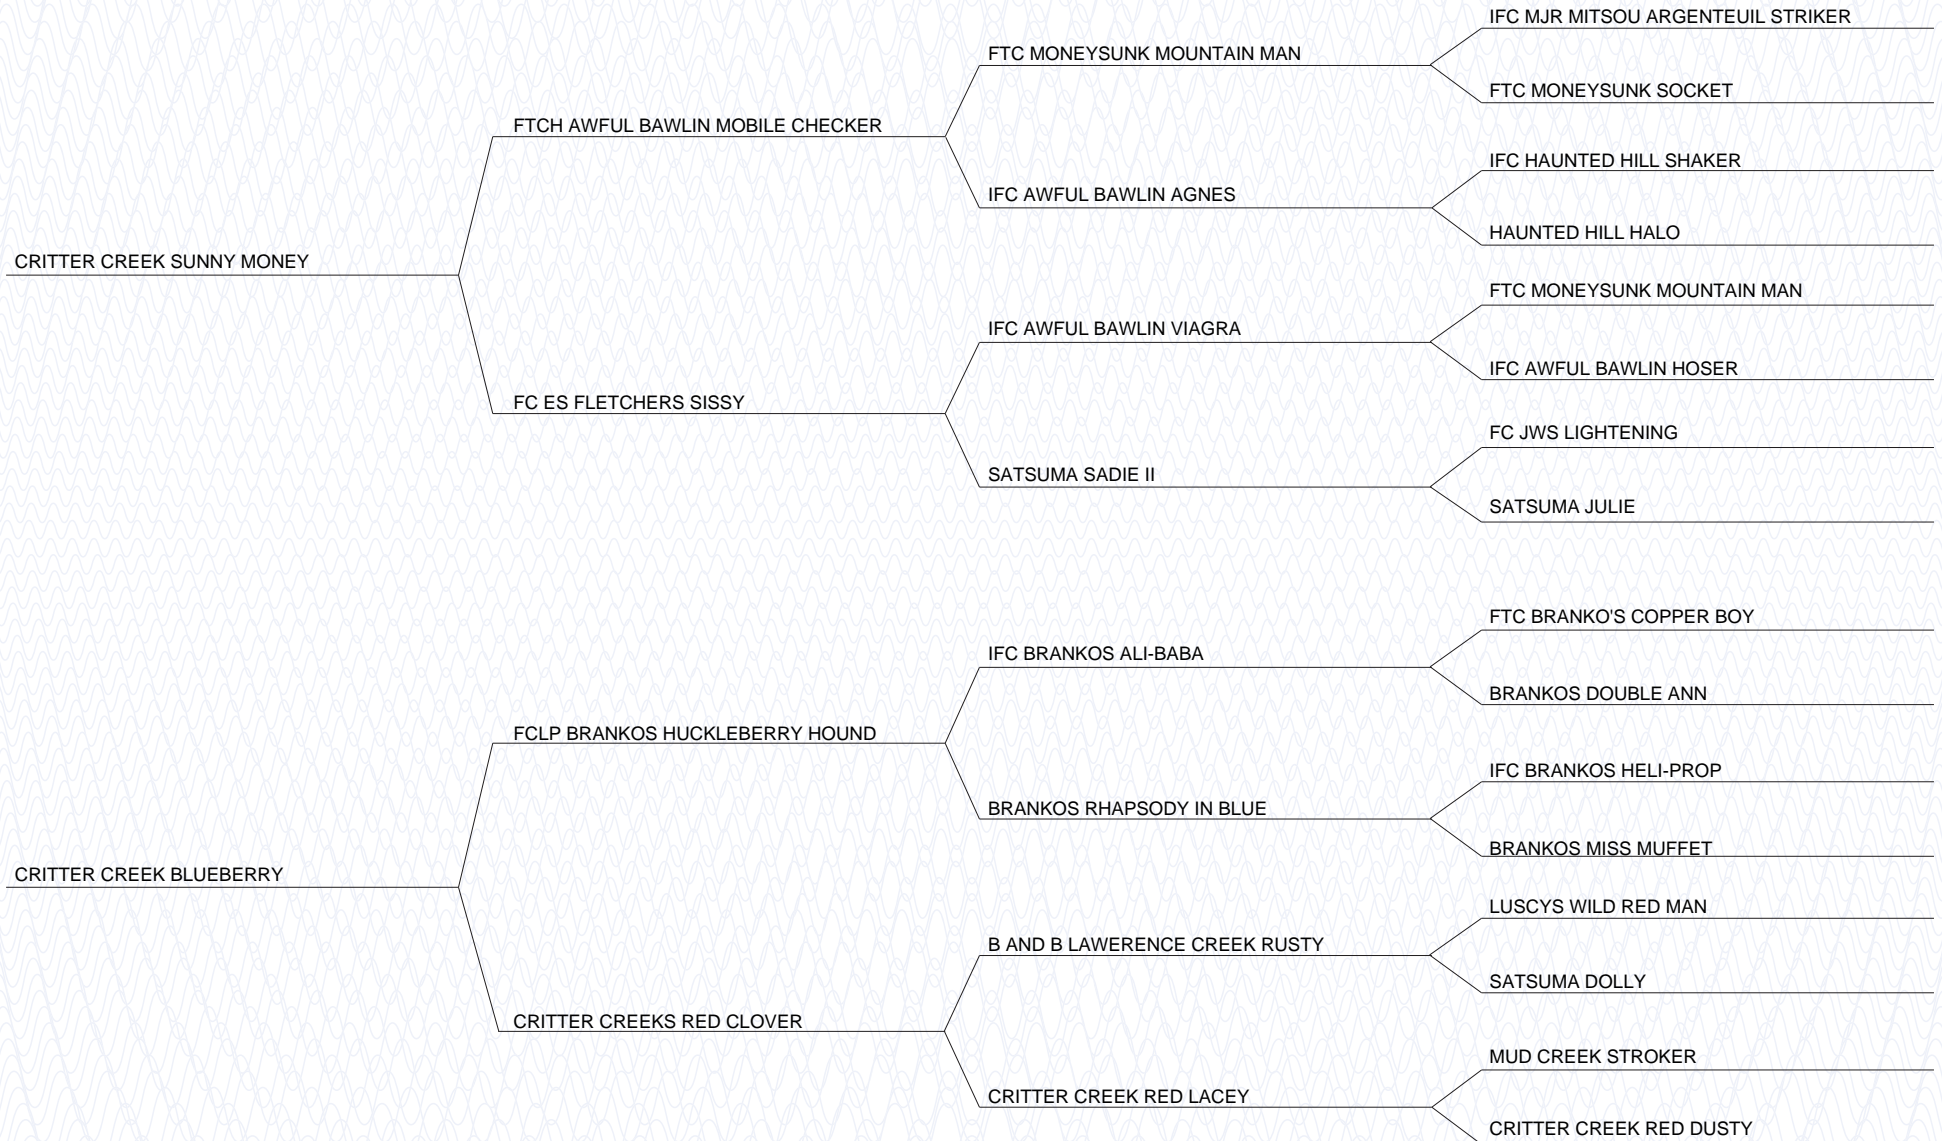 IFC MJR MITSOU ARGENTEUIL STRIKER
FTC MONEYSUNK MOUNTAIN MAN
FTC MONEYSUNK SOCKET
FTCH AWFUL BAWLIN MOBILE CHECKER
IFC HAUNTED HILL SHAKER
IFC AWFUL BAWLIN AGNES
HAUNTED HILL HALO
CRITTER CREEK SUNNY MONEY
FTC MONEYSUNK MOUNTAIN MAN
IFC AWFUL BAWLIN VIAGRA
IFC AWFUL BAWLIN HOSER
FC ES FLETCHERS SISSY
FC JWS LIGHTENING
SATSUMA SADIE II
SATSUMA JULIE
FTC BRANKO'S COPPER BOY
IFC BRANKOS ALI-BABA
BRANKOS DOUBLE ANN
FCLP BRANKOS HUCKLEBERRY HOUND
IFC BRANKOS HELI-PROP
BRANKOS RHAPSODY IN BLUE
BRANKOS MISS MUFFET
CRITTER CREEK BLUEBERRY
LUSCYS WILD RED MAN
B AND B LAWERENCE CREEK RUSTY
SATSUMA DOLLY
CRITTER CREEKS RED CLOVER
MUD CREEK STROKER
CRITTER CREEK RED LACEY
CRITTER CREEK RED DUSTY